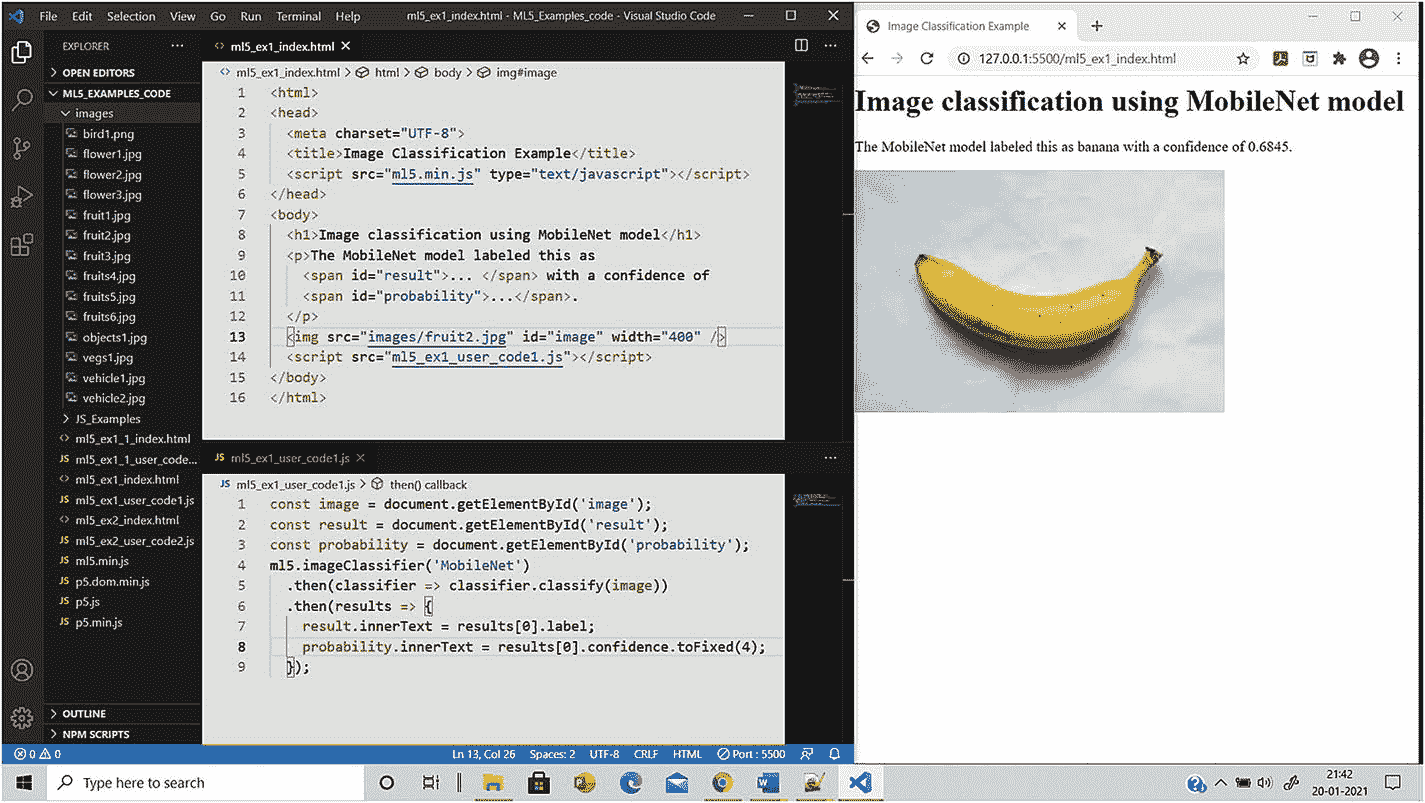 File Edit Selection View Go Run Terminal Help
ml5_ex1_index.html - ML5_Examples_code - Visual Studio Code
EXPLORER
OPEN EDITORS
ML5_EXAMPLES_CODE
images
bird1.png
flower1.jpg
flower2.jpg
flower3.jpg
fruit1.jpg
fruit2.jpg
fruit3.jpg
fruits4.jpg
fruits5.jpg
fruits6.jpg
objects1.jpg
vegs1.jpg
vehicle1.jpg
vehicle2.jpg
JS_Examples
<> ml5_ex1_1_index.html
JS ml5_ex1_1_user_code...
<> ml5_ex1_index.html
JS ml5_ex1_user_code1.js
<> ml5_ex2_index.html
JS ml5_ex2_user_code2.js
JS ml5.min.js
JS p5.dom.min.js
JS p5.js
JS p5.min.js
OUTLINE
NPM SCRIPTS
<> ml5_ex1_index.html
<> ml5_ex1_index.html > html > body > img#image
1 <html>
2 <head>
3 <meta charset="UTF-8">
4 <title>Image Classification Example</title>
5 <script src="ml5.min.js" type="text/javascript"></script>
6 </head>
7 <body>
8 <h1>Image classification using MobileNet model</h1>
9 <p>The MobileNet model labeled this as
10 <span id="result">... </span> with a confidence of
11 <span id="probability">...</span>.
12 </p>
13 <img src="images/fruit2.jpg" id="image" width="400" />
14 <script src="ml5_ex1_user_code1.js"></script>
15 </body>
16 </html>
JS ml5_ex1_user_code1.js
JS ml5_ex1_user_code1.js > then() callback
1 const image = document.getElementById('image');
2 const result = document.getElementById('result');
3 const probability = document.getElementById('probability');
4 ml5.imageClassifier('MobileNet')
5 .then(classifier => classifier.classify(image))
6 .then(results => {
7 result.innerText = results[0].label;
8 probability.innerText = results[0].confidence.toFixed(4);
9 });
0 0
Ln 13, Col 26 Spaces: 2 UTF-8 CRLF HTML Port : 5500
Image Classification Example
127.0.0.1:5500/ml5_ex1_index.html
Image classification using MobileNet model
The MobileNet model labeled this as banana with a confidence of 0.6845.
Type here to search
21:42
20-01-2021